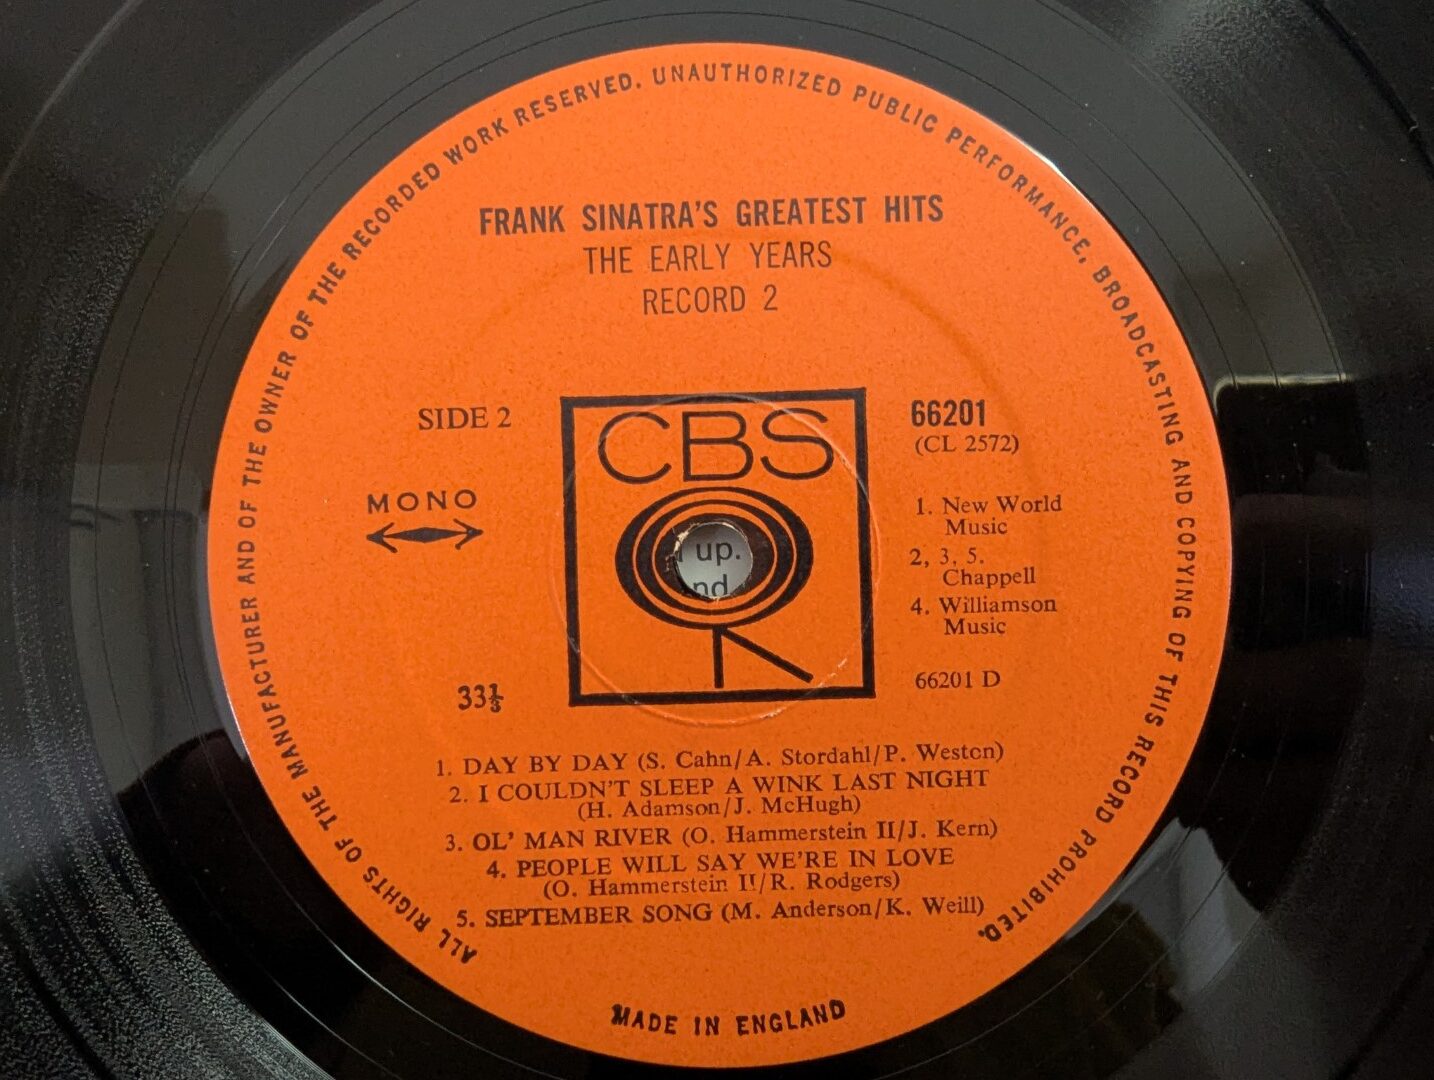 ALL RIGHTS OF THE MANUFACTURER AND OF THE OWNER OF THE RECORDED WORK RESERVED. UNAUTHORIZED PUBLIC PERFORMANCE, BROADCASTING AND COPYING OF THIS RECORD PROHIBITED.
FRANK SINATRA'S GREATEST HITS
THE EARLY YEARS
RECORD 2
SIDE 2
MONO
33⅓
CBS
up.
nd
66201
(CL 2572)
1. New World
Music
2, 3, 5.
Chappell
4. Williamson
Music
66201 D
1. DAY BY DAY (S. Cahn/A. Stordahl/P. Weston)
2. I COULDN'T SLEEP A WINK LAST NIGHT
(H. Adamson/J. McHugh)
3. OL' MAN RIVER (O. Hammerstein II/J. Kern)
4. PEOPLE WILL SAY WE'RE IN LOVE
(O. Hammerstein II/R. Rodgers)
5. SEPTEMBER SONG (M. Anderson/K. Weill)
MADE IN ENGLAND